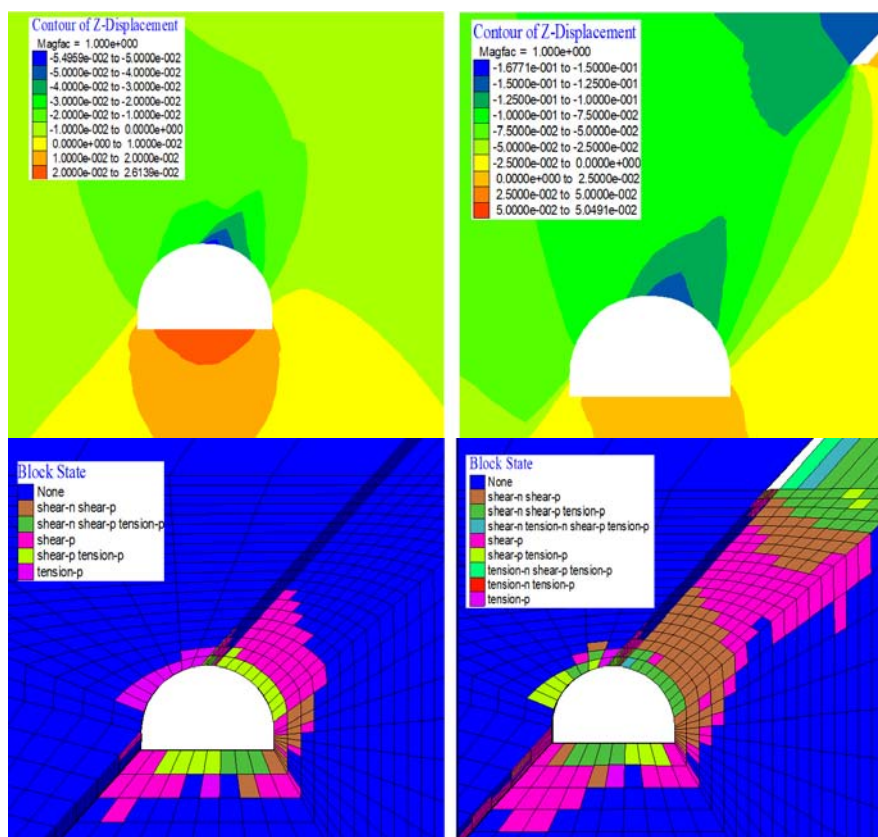 Contour of Z-Displacement
Magfac = 1.000e+000
-5.4959e-002 to -5.0000e-002
-5.0000e-002 to -4.0000e-002
-4.0000e-002 to -3.0000e-002
-3.0000e-002 to -2.0000e-002
-2.0000e-002 to -1.0000e-002
-1.0000e-002 to 0.0000e+000
0.0000e+000 to 1.0000e-002
1.0000e-002 to 2.0000e-002
2.0000e-002 to 2.6139e-002
Contour of Z-Displacement
Magfac = 1.000e+000
-1.6771e-001 to -1.5000e-001
-1.5000e-001 to -1.2500e-001
-1.2500e-001 to -1.0000e-001
-1.0000e-001 to -7.5000e-002
-7.5000e-002 to -5.0000e-002
-5.0000e-002 to -2.5000e-002
-2.5000e-002 to 0.0000e+000
0.0000e+000 to 2.5000e-002
2.5000e-002 to 5.0000e-002
5.0000e-002 to 5.0491e-002
Block State
None
shear-n shear-p
shear-n shear-p tension-p
shear-p
shear-p tension-p
tension-p
Block State
None
shear-n shear-p
shear-n shear-p tension-p
shear-n tension-n shear-p tension-p
shear-p
shear-p tension-p
tension-n shear-p tension-p
tension-n tension-p
tension-p